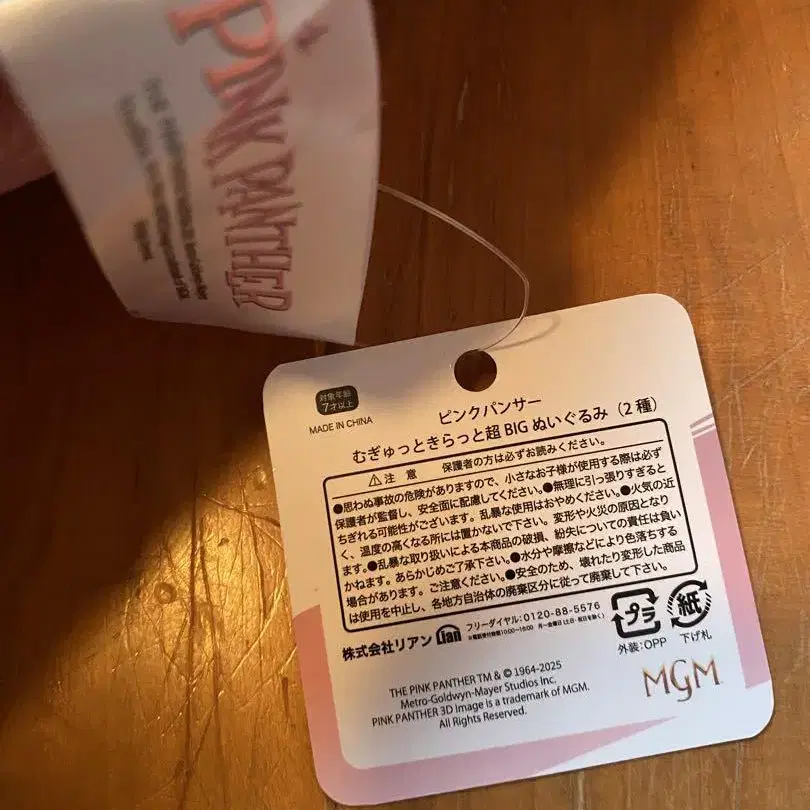 PINK PANTHER
対象年齢
7才以上
MADE IN CHINA
ピンクパンサー
むぎゅっときらっと超BIGぬいぐるみ（2種）
⚠注 意 保護者の方は必ずお読みください。
●思わぬ事故の危険がありますので、小さなお子様が使用する際は必ず
保護者が監督し、安全面に配慮してください。●無理に引っ張りすぎると
ちぎれる可能性がございます。乱暴な使用はおやめください。●火気の近
く、温度の高くなる所には置かないで下さい。変形や火災の原因となり
ます。●乱暴な取り扱いによる本商品の破損、紛失についての責任は負い
かねます。あらかじめご了承下さい。●水分や摩擦などにより色落ちする
場合があります。ご注意ください。●安全のため、壊れたり変形した商品
は使用を中止し、各地方自治体の廃棄区分に従って廃棄して下さい。
株式会社リアン Lian フリーダイヤル：0120-88-5576
プラ
外装：OPP
紙
下げ札
THE PINK PANTHER TM & © 1964-2025
Metro-Goldwyn-Mayer Studios Inc.
PINK PANTHER 3D Image is a trademark of MGM.
All Rights Reserved.
MGM